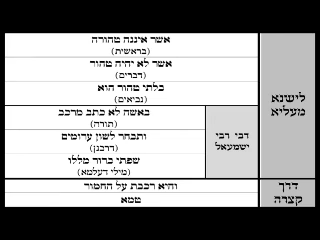 לישנא
מעליא
אשר איננה טהורה
(בראשית)
אשר לא יהיה טהור
(דברים)
בלתי טהור הוא
(נביאים)
דבי רבי
ישמעאל
באשה לא כתב מרכב
(תורה)
ותבחר לשון ערומים
(דרבנן)
שפתי ברור מללו
(מילי דעלמא)
דרך
קצרה
והיא רכבת על החמור
טמא